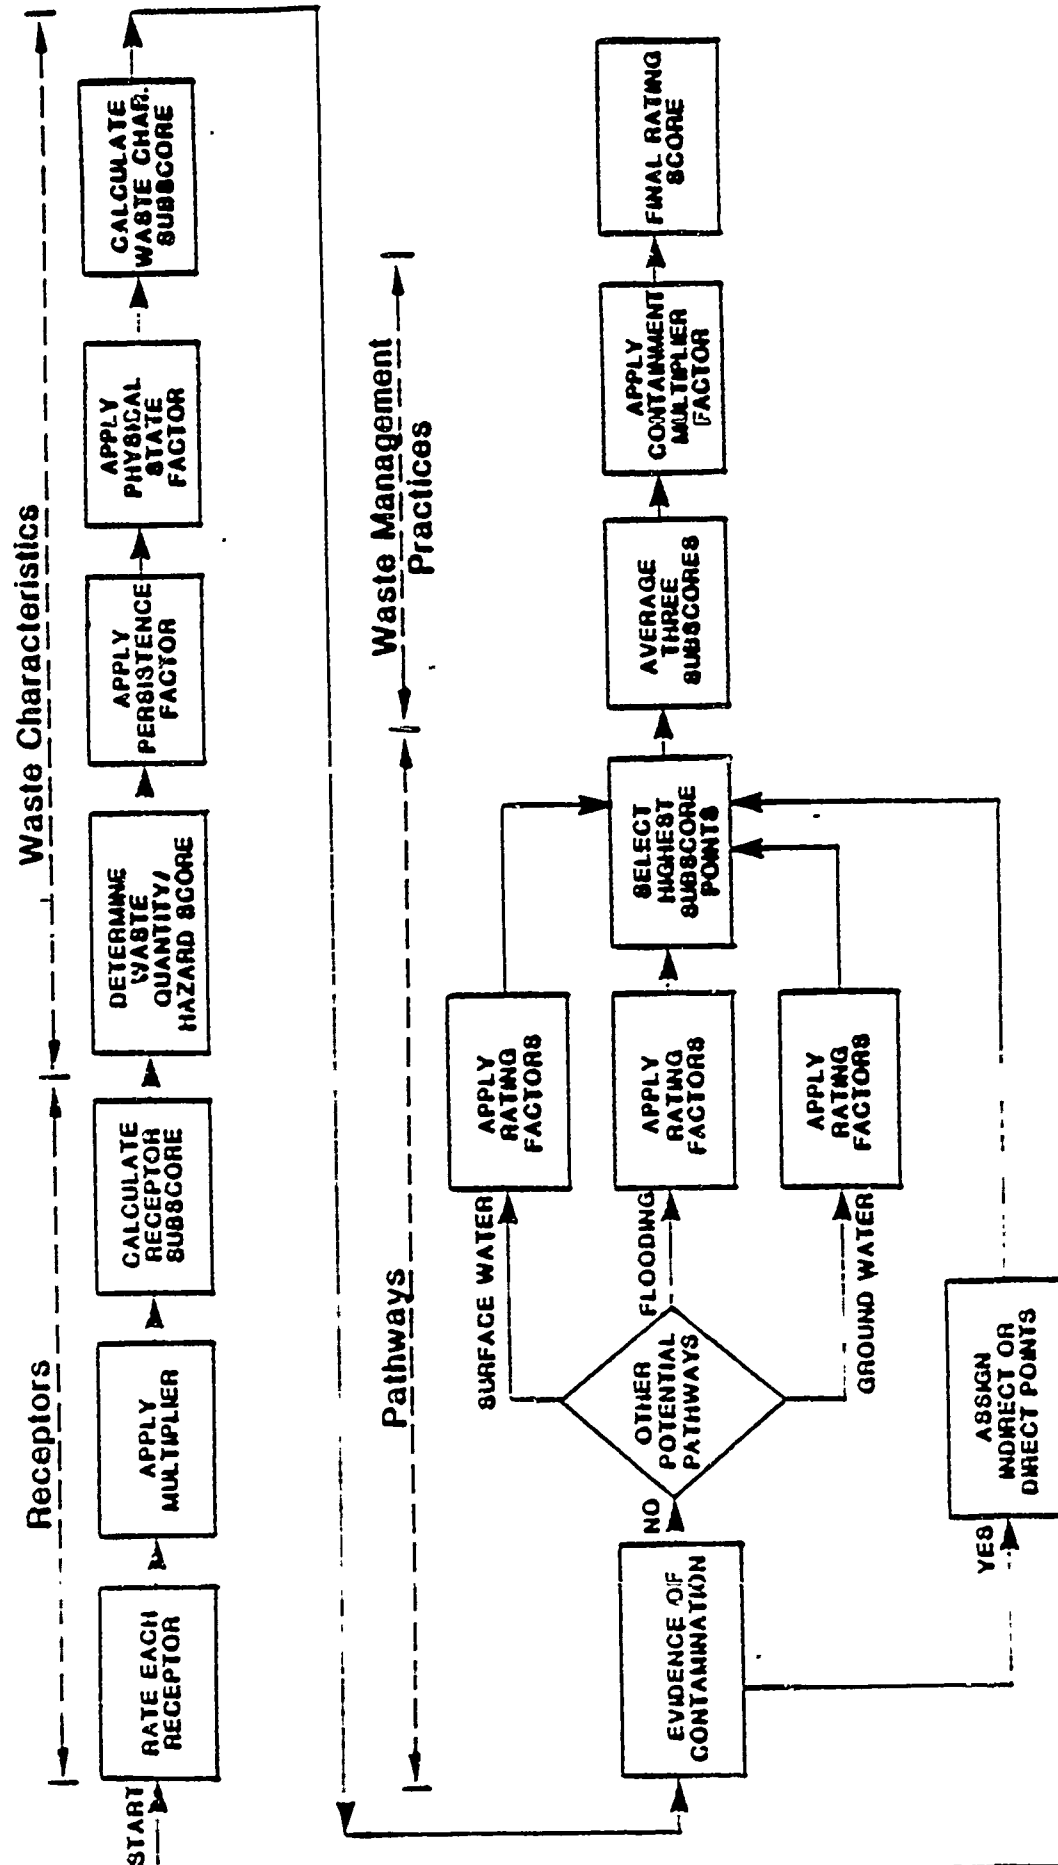 Receptors
Waste Characteristics
START
RATE EACH
RECEPTOR
APPLY
MULTIPLIER
CALCULATE
RECEPTOR
SUBSCORE
DETERMINE
WASTE
QUANTITY/
HAZARD SCORE
APPLY
PERSISTENCE
FACTOR
APPLY
PHYSICAL
STATE
FACTOR
CALCULATE
WASTE CHAR.
SUBSCORE
Pathways
Waste Management
Practices
EVIDENCE OF
CONTAMINATION
NO
OTHER
POTENTIAL
PATHWAYS
SURFACE WATER
APPLY
RATING
FACTORS
FLOODING
APPLY
RATING
FACTORS
GROUND WATER
APPLY
RATING
FACTORS
YES
ASSIGN
INDIRECT OR
DIRECT POINTS
SELECT
HIGHEST
SUBSCORE
POINTS
AVERAGE
THREE
SUBSCORES
APPLY
CONTAINMENT
MULTIPLIER
FACTOR
FINAL RATING
SCORE